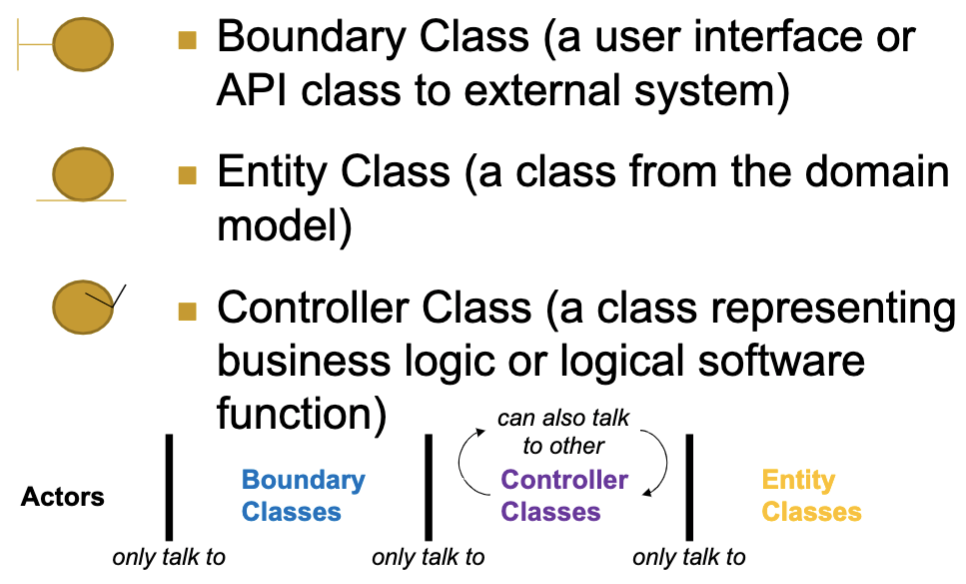 Boundary Class (a user interface or
API class to external system)
Entity Class (a class from the domain
model)
Controller Class (a class representing
business logic or logical software
function)
can also talk
to other
Actors
Boundary
Classes
Controller
Classes
Entity
Classes
only talk to
only talk to
only talk to